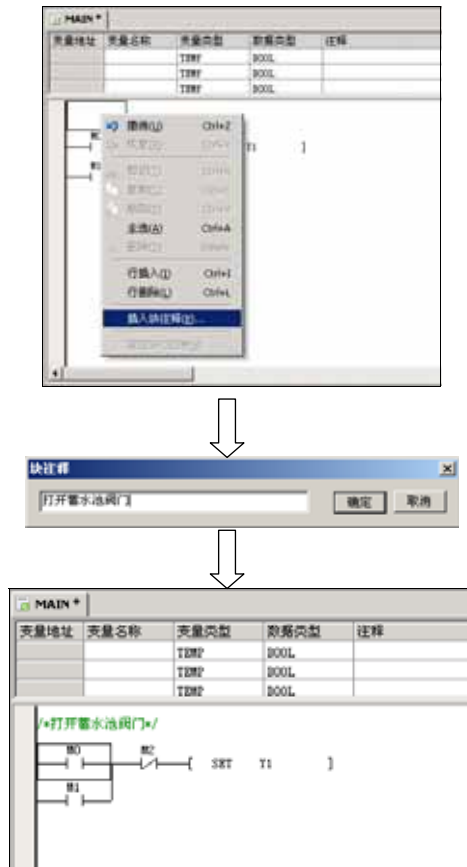 MAIN *
变量地址 变量名称 变量类型 数据类型 注释
TEMP BOOL
TEMP BOOL
TEMP BOOL
撤消(U) Ctrl+Z
Y1 ]
全选(A) Ctrl+A
行插入(I) Ctrl+I
行删除(L) Ctrl+L
插入块注释(E)...
块注释
打开蓄水池阀门
确定 取消
MAIN *
变量地址 变量名称 变量类型 数据类型 注释
TEMP BOOL
TEMP BOOL
TEMP BOOL
/*打开蓄水池阀门*/
M0 M2
SET Y1 ]
M1